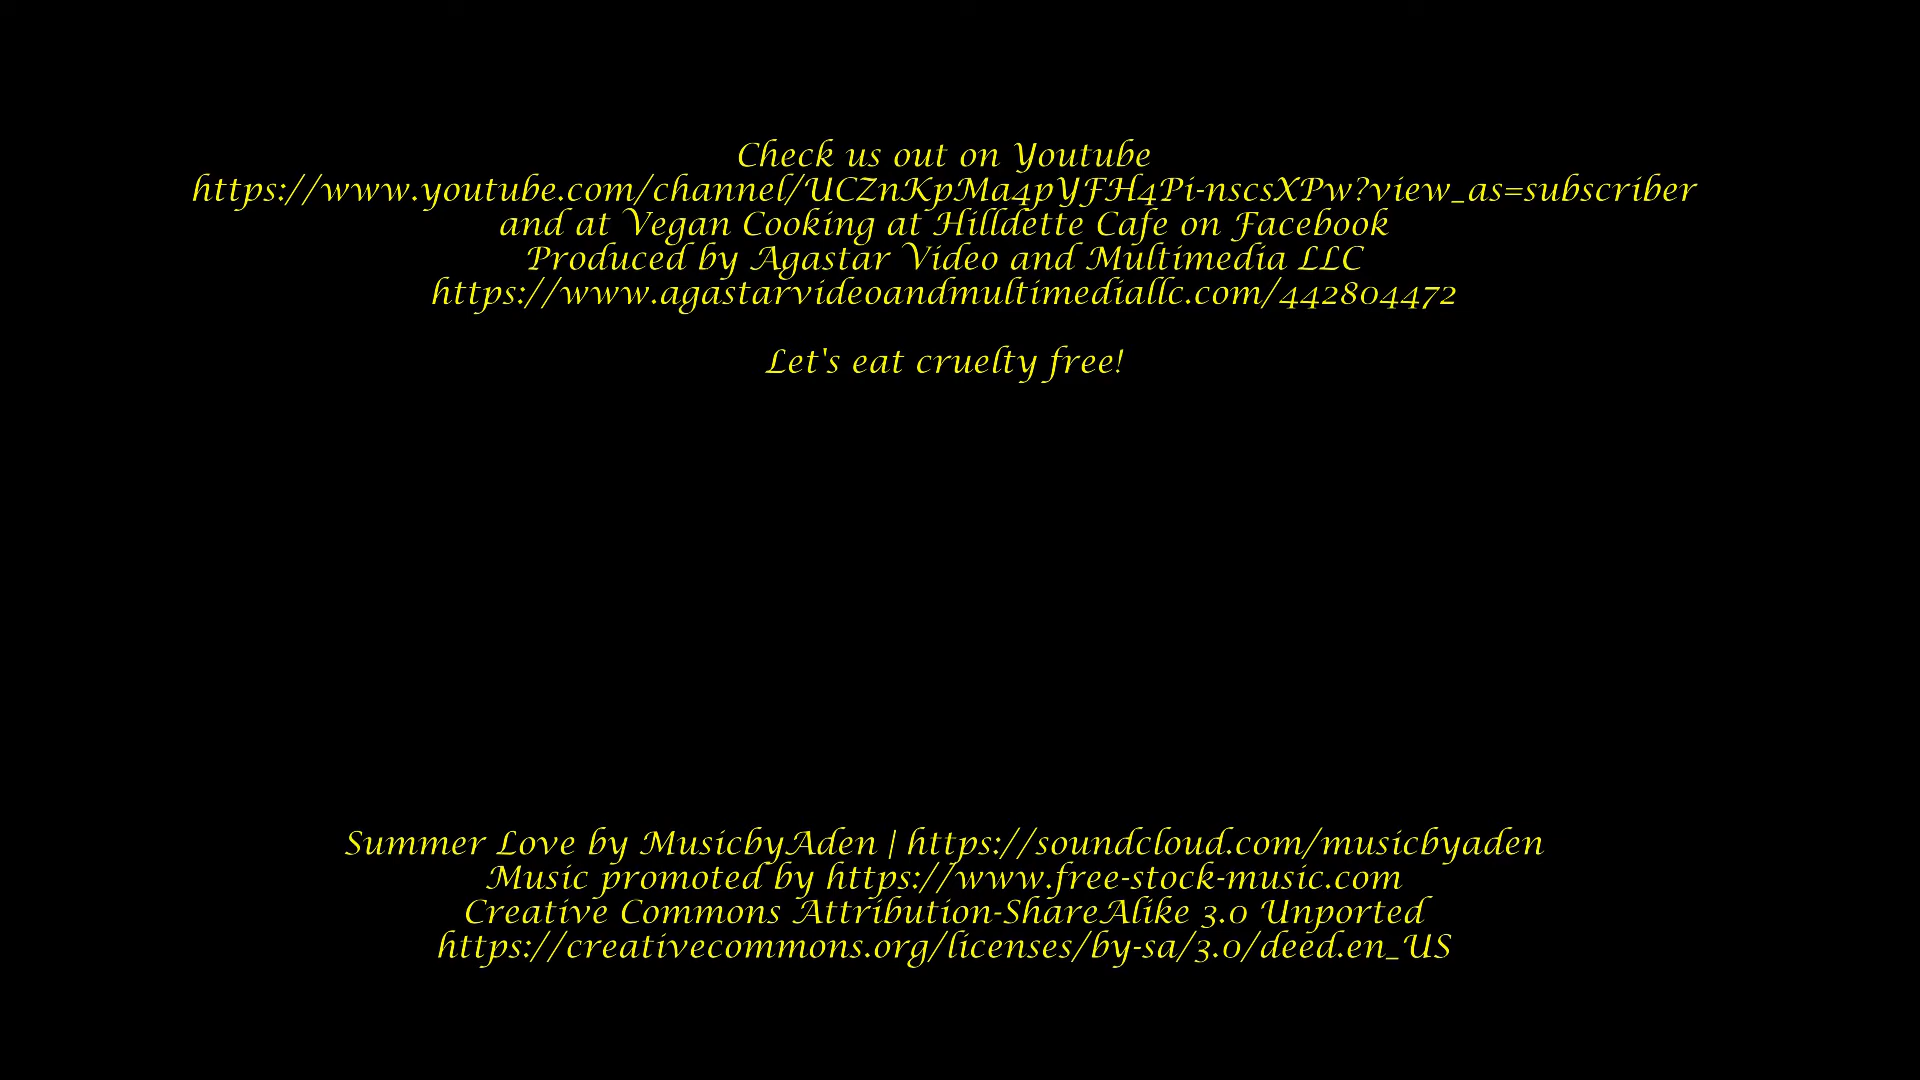 Check us out on Youtube
https://www.youtube.com/channel/UCZnKpMa4pYFH4Pi-nscsXPw?view_as=subscriber
and at Vegan Cooking at Hilldette Cafe on Facebook
Produced by Agastar Video and Multimedia LLC
https://www.agastarvideoandmultimediallc.com/442804472
Let's eat cruelty free!
Summer Love by MusicbyAden | https://soundcloud.com/musicbyaden
Music promoted by https://www.free-stock-music.com
Creative Commons Attribution-ShareAlike 3.0 Unported
https://creativecommons.org/licenses/by-sa/3.0/deed.en_US